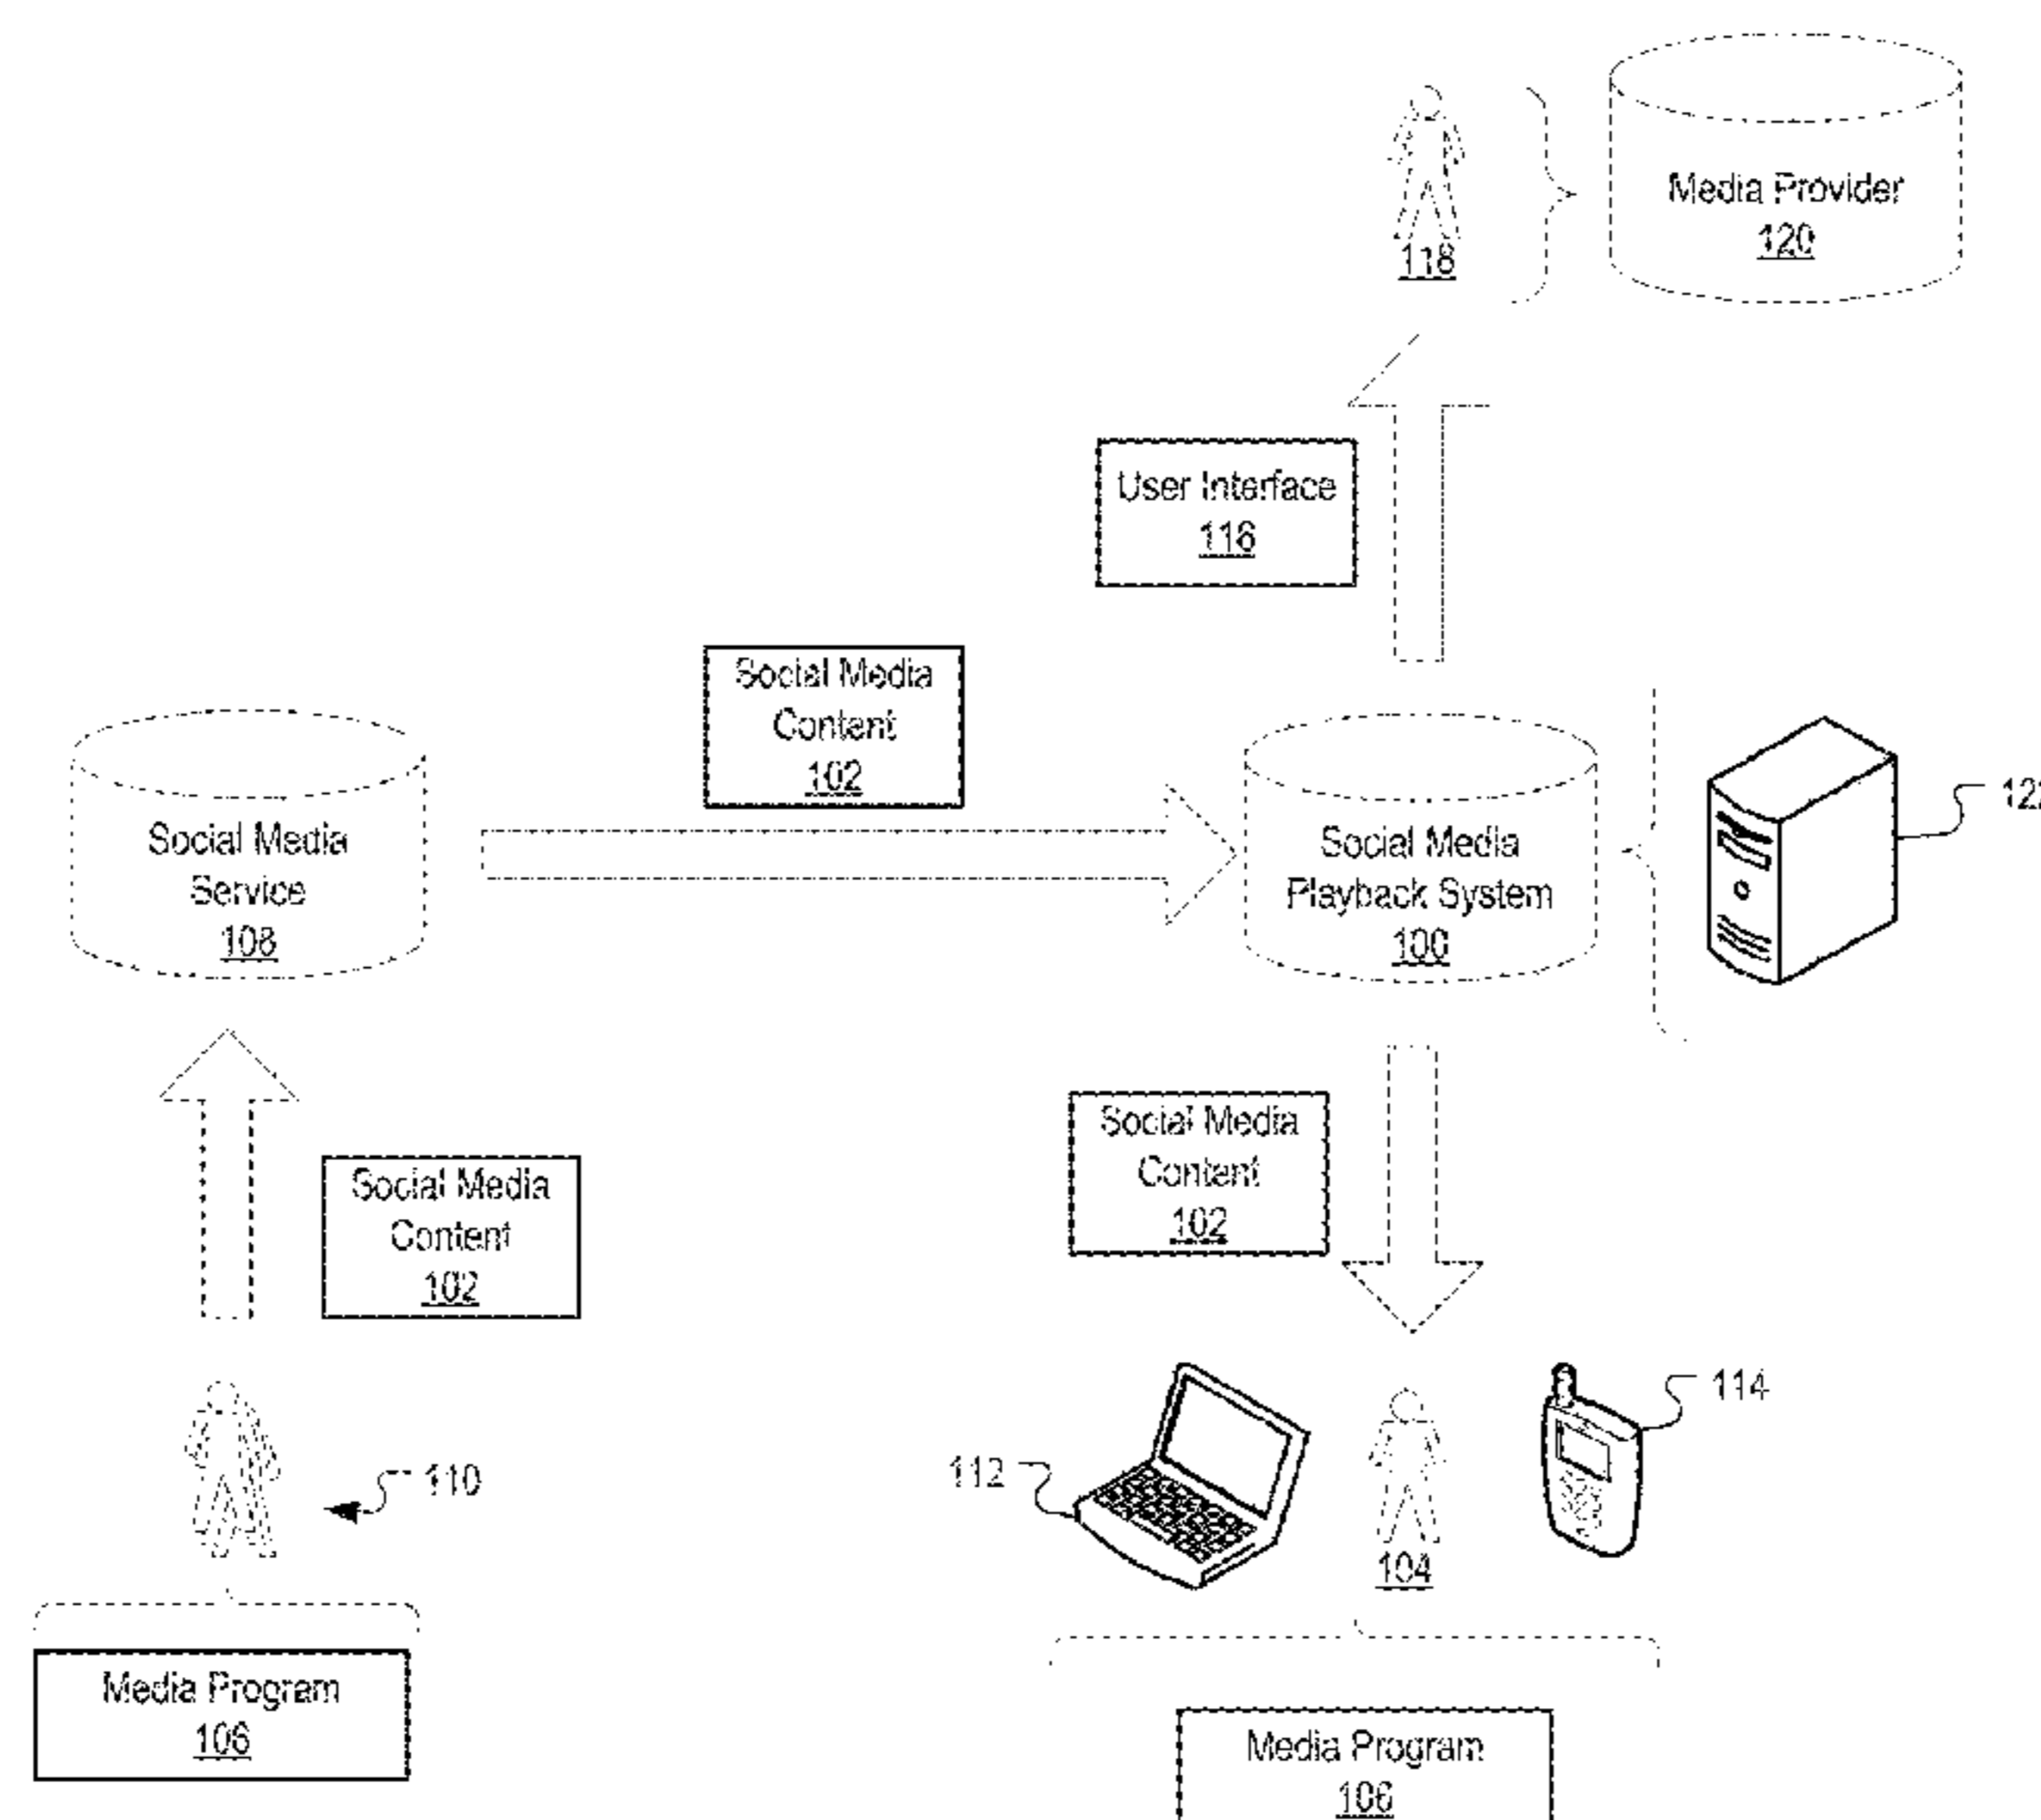 Media Provider
120
118
User Interface
116
Social Media
Content
102
Social Media
Service
108
Social Media
Playback System
100
122
Social Media
Content
102
Social Media
Content
102
110
112
104
114
Media Program
106
Media Program
106